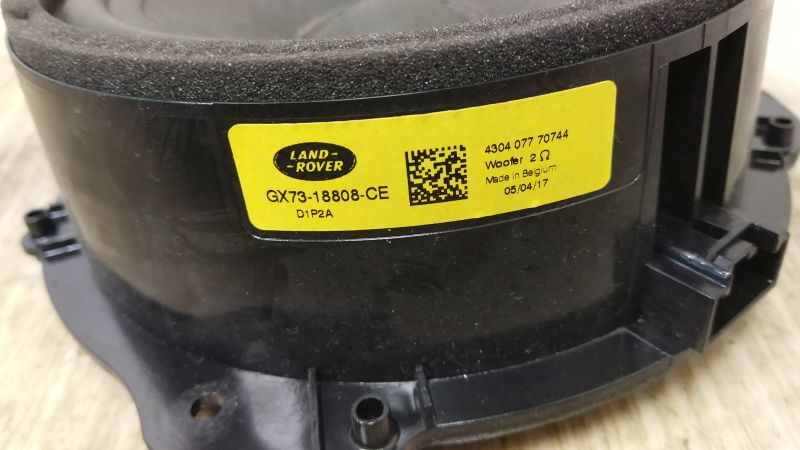 LAND-
-ROVER
GX73-18808-CE
D1P2A
4304 077 70744
Woofer 2 Ω
Made in Belgium
05/04/17